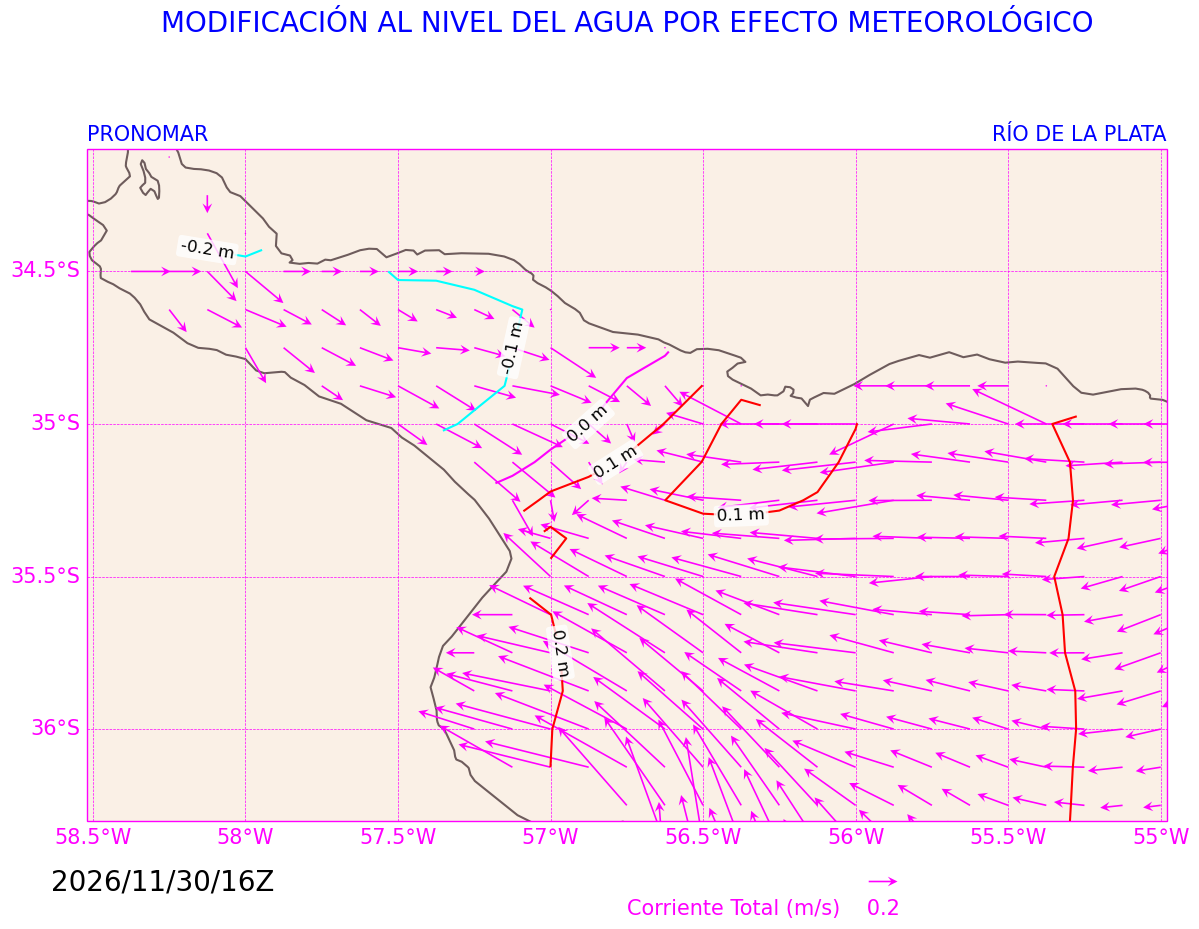 MODIFICACIÓN AL NIVEL DEL AGUA POR EFECTO METEOROLÓGICO
PRONOMAR
RÍO DE LA PLATA
-0.2 m
34.5°S
-0.1 m
35°S
0.0 m
0.1 m
0.1 m
35.5°S
0.2 m
36°S
58.5°W 58°W 57.5°W 57°W 56.5°W 56°W 55.5°W 55°W
2026/11/30/16Z
Corriente Total (m/s) 0.2